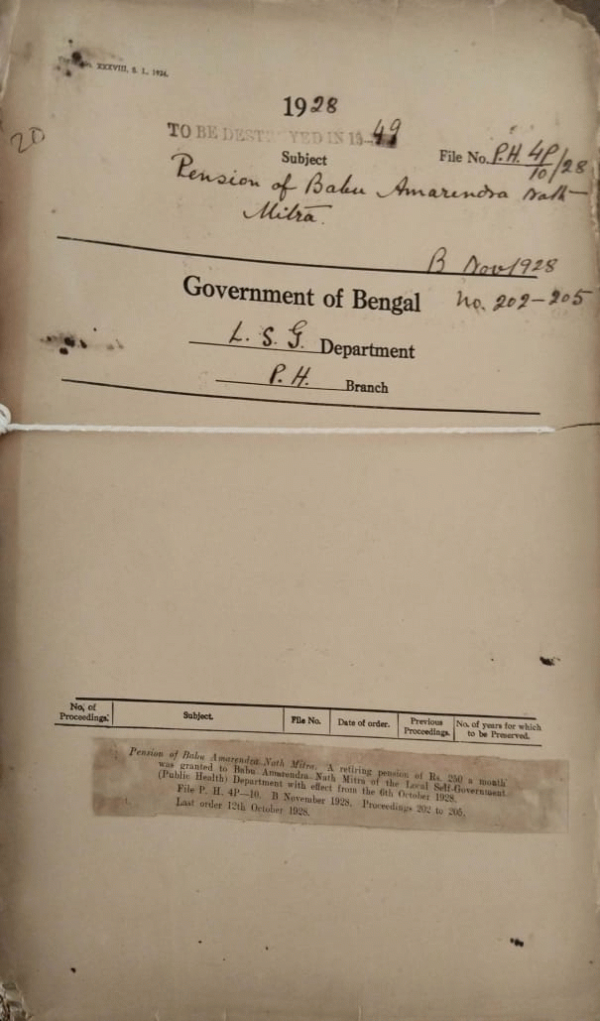 XXXVIII, S. L., 1926.
1928
20
TO BE DESTROYED IN 19-49
Subject
File No. P.H. 4P/10/28
Pension of Babu Amarendra Nath
Mitra.
B Nov 1928
No. 202-205
Government of Bengal
L. S. G. Department
P. H. Branch
No. of Proceedings.
Subject.
File No.
Date of order.
Previous Proceedings.
No. of years for which to be Preserved.
Pension of Babu Amarendra Nath Mitra. A retiring pension of Rs. 250 a month
was granted to Babu Amarendra Nath Mitra of the Local Self-Government
(Public Health) Department with effect from the 6th October 1928.
File P. H. 4P—10. B November 1928. Proceedings 202 to 205.
Last order 12th October 1928.